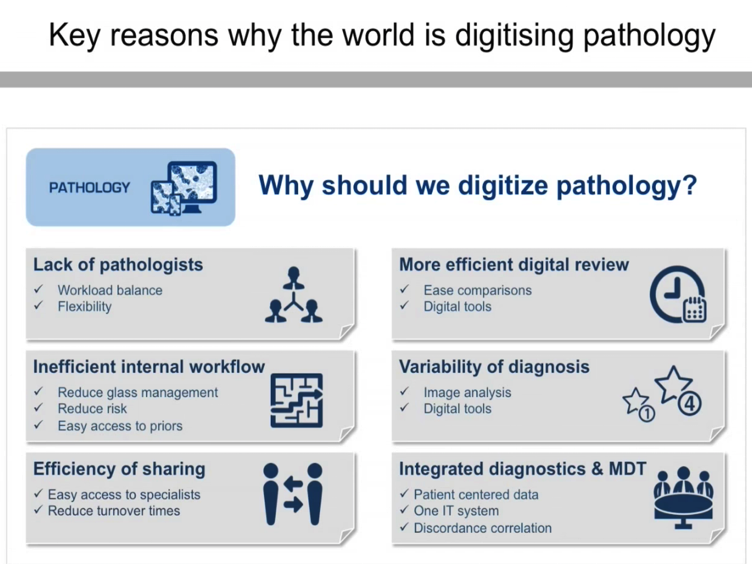 Key reasons why the world is digitising pathology
PATHOLOGY
Why should we digitize pathology?
Lack of pathologists
✓ Workload balance
✓ Flexibility
More efficient digital review
✓ Ease comparisons
✓ Digital tools
Inefficient internal workflow
✓ Reduce glass management
✓ Reduce risk
✓ Easy access to priors
Variability of diagnosis
✓ Image analysis
✓ Digital tools
1
4
Efficiency of sharing
✓ Easy access to specialists
✓ Reduce turnover times
Integrated diagnostics & MDT
✓ Patient centered data
✓ One IT system
✓ Discordance correlation